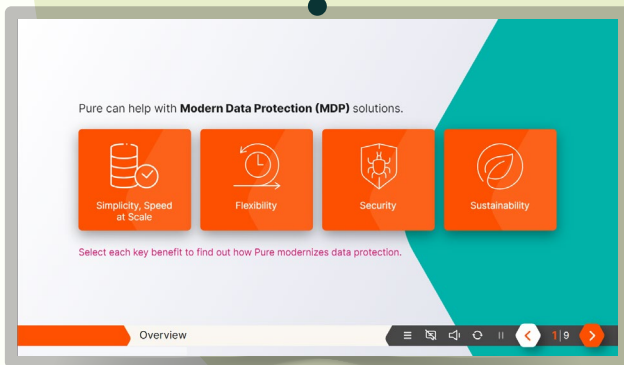 Pure can help with Modern Data Protection (MDP) solutions.
Simplicity, Speed
at Scale
Flexibility
Security
Sustainability
Select each key benefit to find out how Pure modernizes data protection.
Overview
1|9